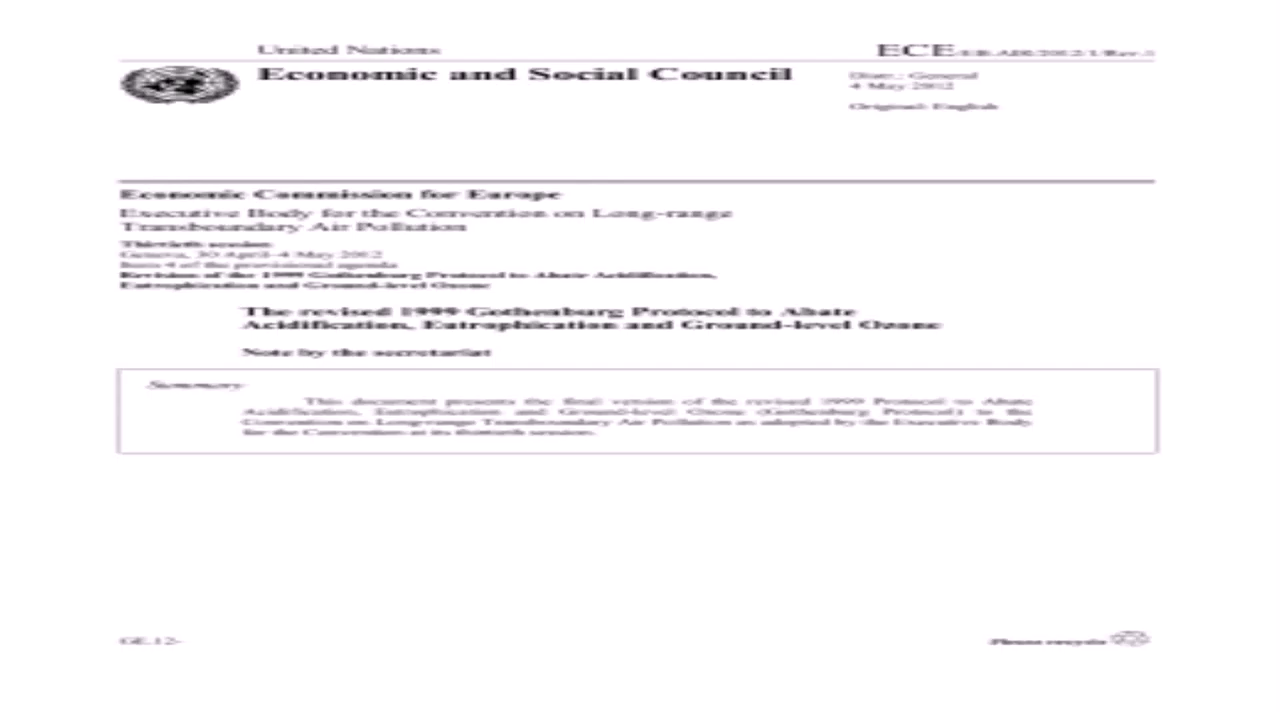 United Nations
ECE/EB.AIR/2012/1/Rev.1
Economic and Social Council
Distr.: General
4 May 2012
Original: English
Economic Commission for Europe
Executive Body for the Convention on Long-range
Transboundary Air Pollution
Thirtieth session
Geneva, 30 April–4 May 2012
Item 4 of the provisional agenda
Revision of the 1999 Gothenburg Protocol to Abate Acidification,
Eutrophication and Ground-level Ozone
The revised 1999 Gothenburg Protocol to Abate
Acidification, Eutrophication and Ground-level Ozone
Note by the secretariat
Summary
This document presents the final version of the revised 1999 Protocol to Abate
Acidification, Eutrophication and Ground-level Ozone (Gothenburg Protocol) to the
Convention on Long-range Transboundary Air Pollution as adopted by the Executive Body
for the Convention at its thirtieth session.
GE.12-
Please recycle